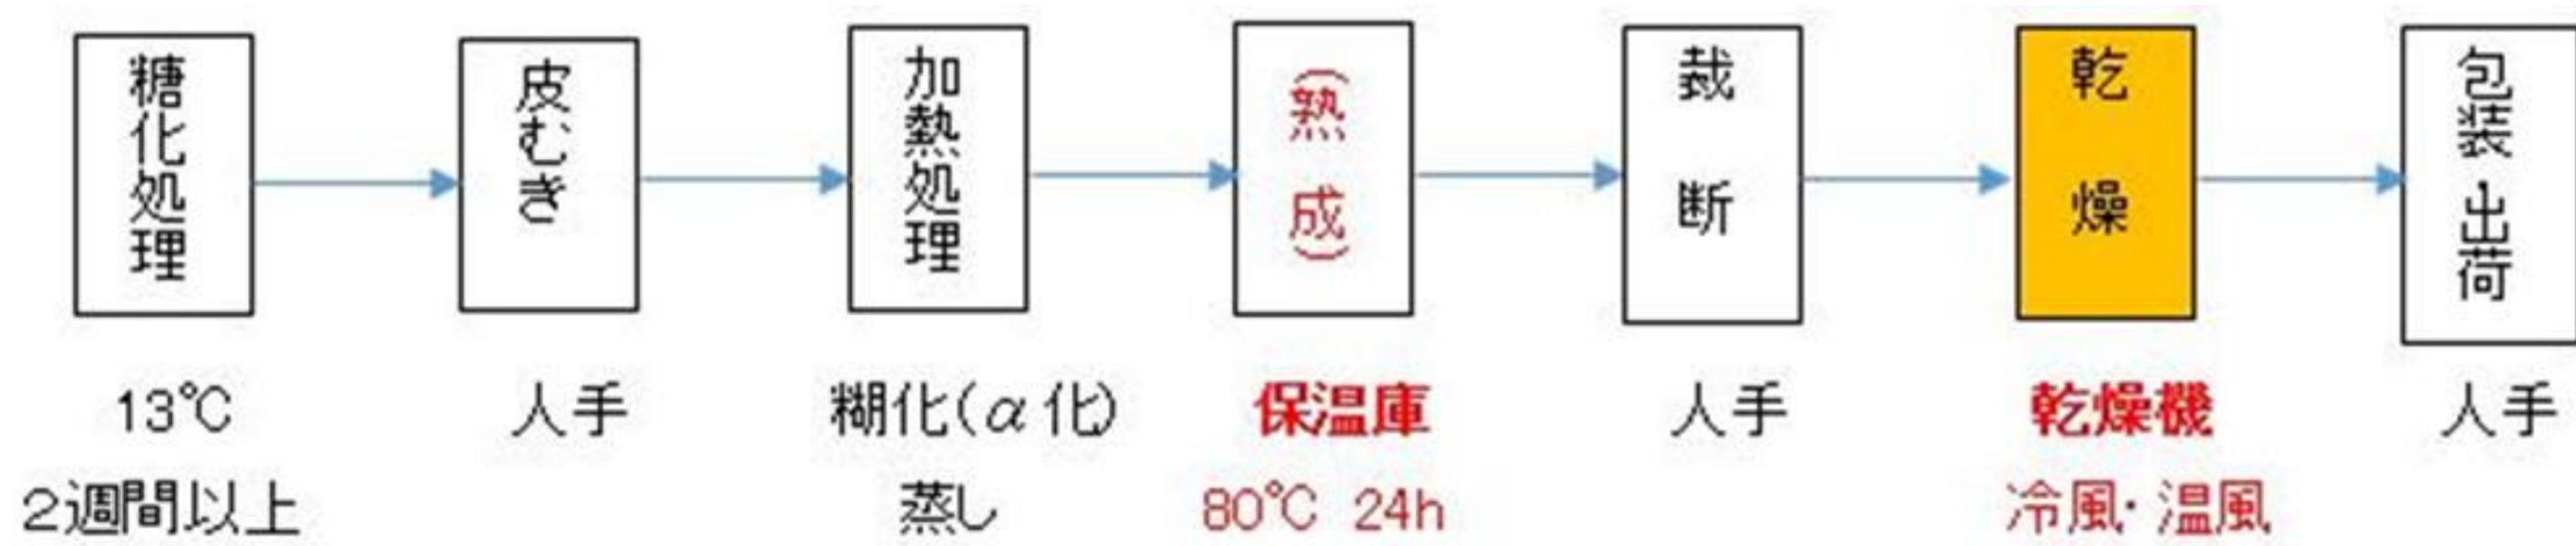 糖化処理
皮むき
加熱処理
(熟成)
裁断
乾燥
包装出荷
13℃
人手
糊化(α化)
保温庫
人手
乾燥機
人手
2週間以上
蒸し
80℃ 24h
冷風・温風